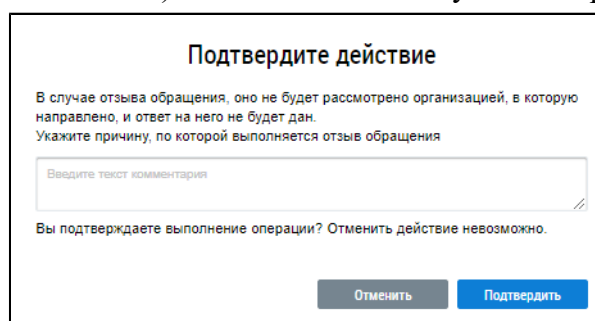 Подтвердите действие
В случае отзыва обращения, оно не будет рассмотрено организацией, в которую
направлено, и ответ на него не будет дан.
Укажите причину, по которой выполняется отзыв обращения
Введите текст комментария
Вы подтверждаете выполнение операции? Отменить действие невозможно.
Отменить Подтвердить